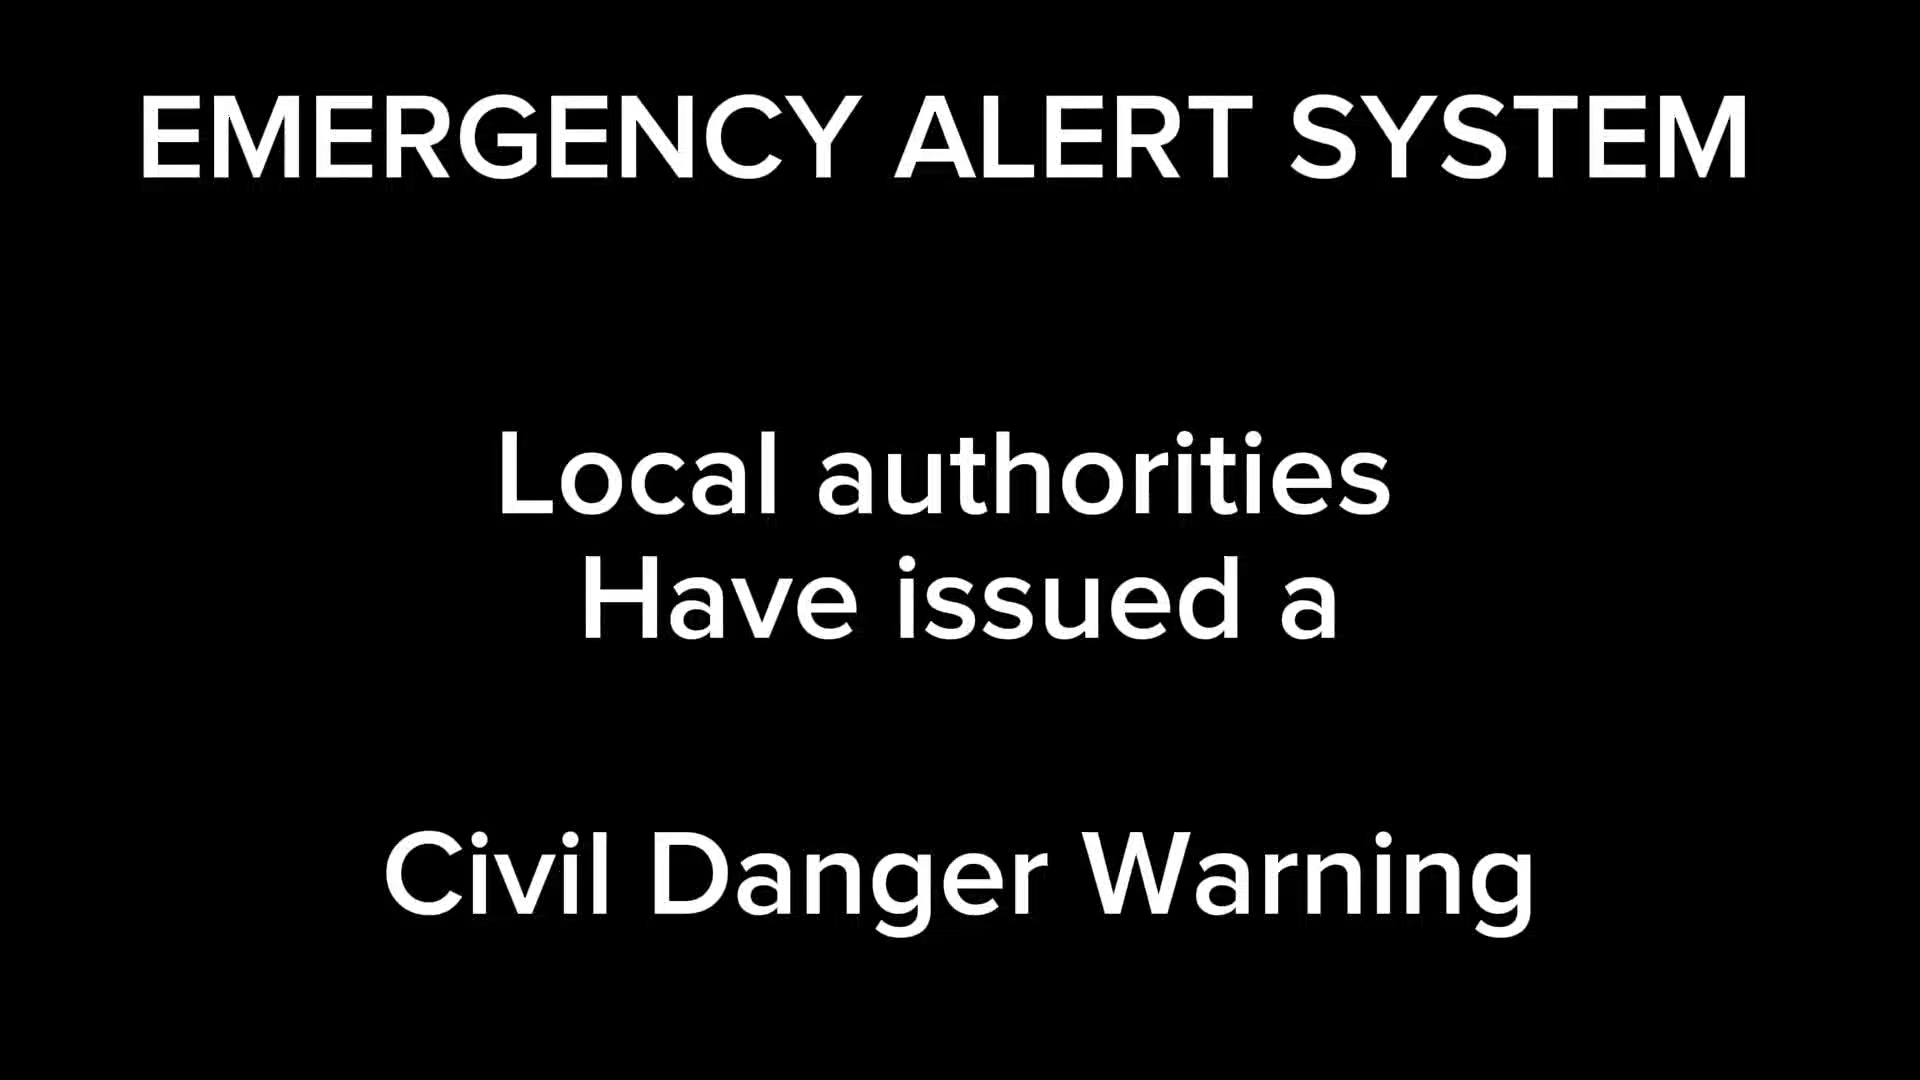 EMERGENCY ALERT SYSTEM
Local authorities
Have issued a
Civil Danger Warning